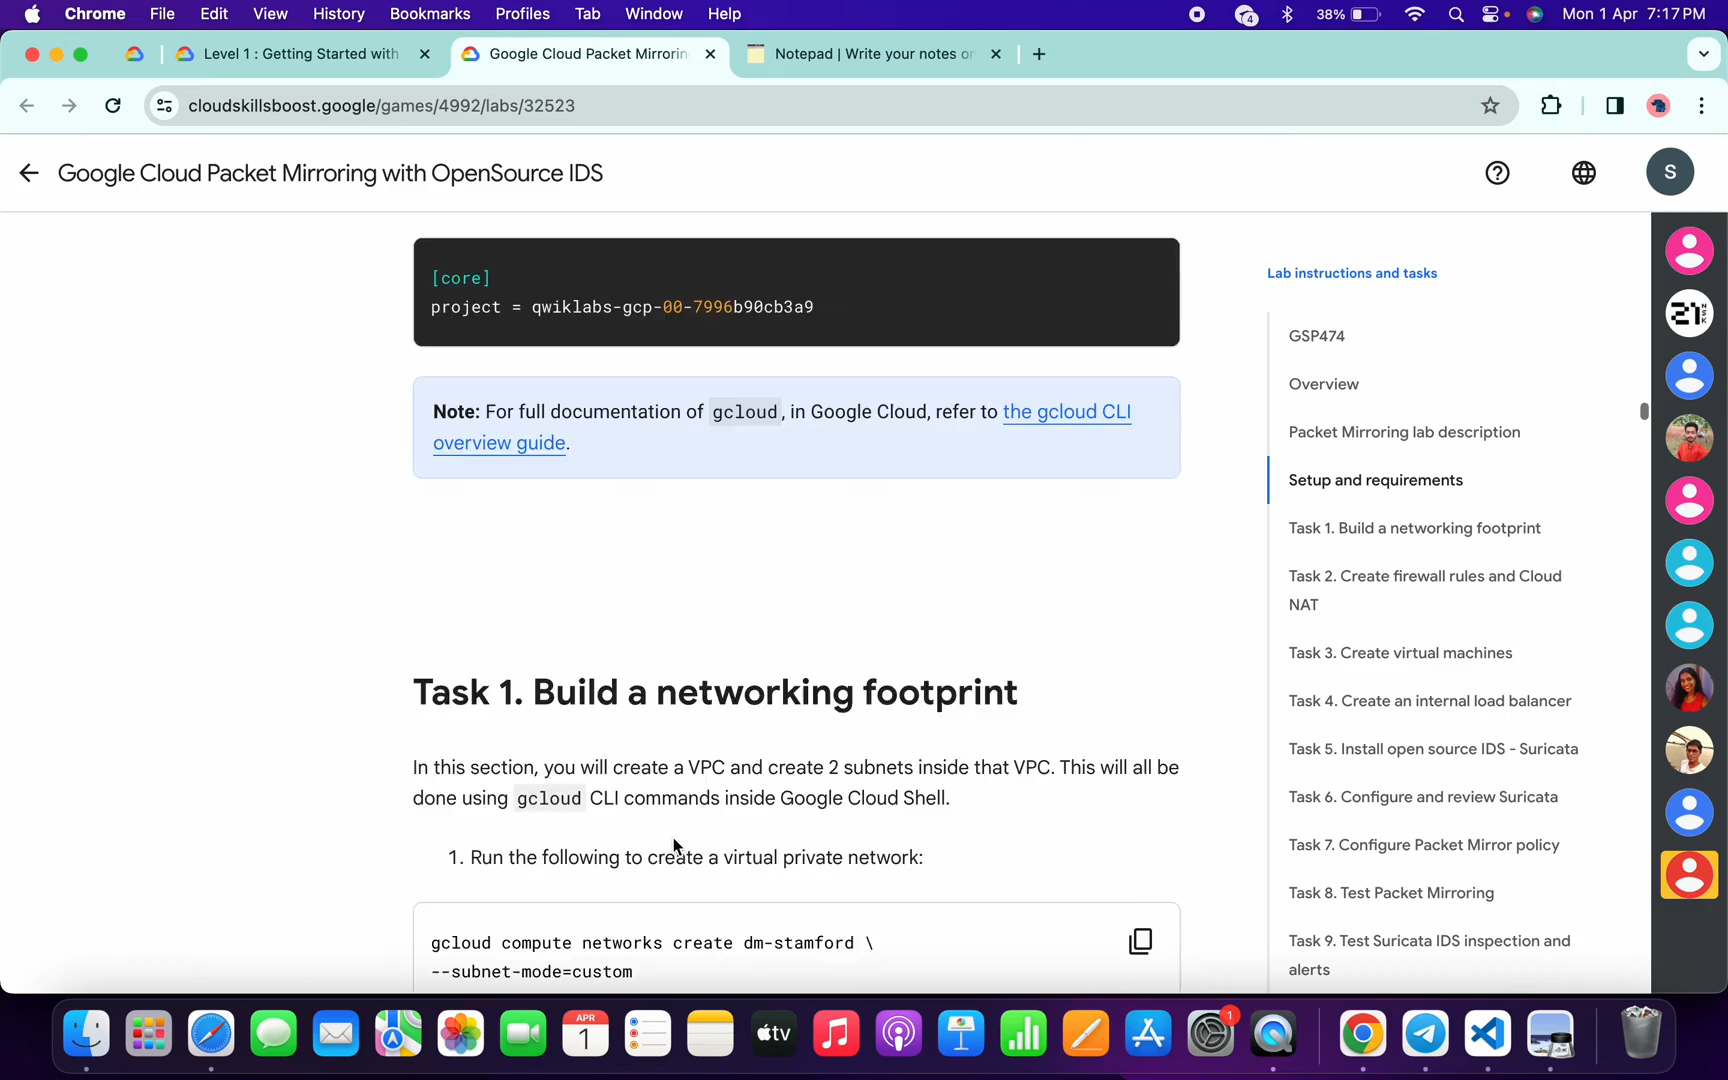 Chrome File Edit View History Bookmarks Profiles Tab Window Help 4 38% Mon 1 Apr 7:17 PM
Level 1 : Getting Started with
Google Cloud Packet Mirrorin
Notepad | Write your notes or
cloudskillsboost.google/games/4992/labs/32523
Google Cloud Packet Mirroring with OpenSource IDS
S
[core]
project = qwiklabs-gcp-00-7996b90cb3a9
Note: For full documentation of gcloud, in Google Cloud, refer to the gcloud CLI
overview guide.
Task 1. Build a networking footprint
In this section, you will create a VPC and create 2 subnets inside that VPC. This will all be
done using gcloud CLI commands inside Google Cloud Shell.
1. Run the following to create a virtual private network:
gcloud compute networks create dm-stamford \
--subnet-mode=custom
Lab instructions and tasks
GSP474
Overview
Packet Mirroring lab description
Setup and requirements
Task 1. Build a networking footprint
Task 2. Create firewall rules and Cloud
NAT
Task 3. Create virtual machines
Task 4. Create an internal load balancer
Task 5. Install open source IDS - Suricata
Task 6. Configure and review Suricata
Task 7. Configure Packet Mirror policy
Task 8. Test Packet Mirroring
Task 9. Test Suricata IDS inspection and
alerts
APR
1
tv
1